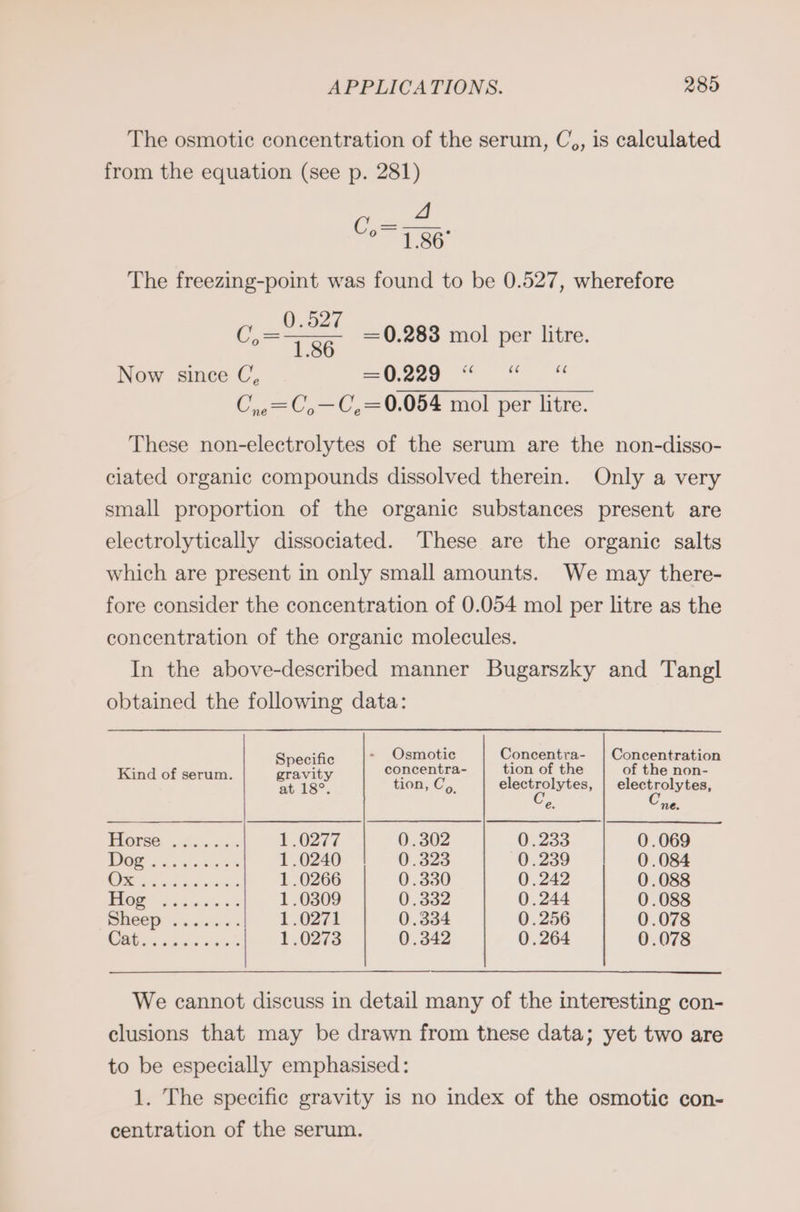 APPLICATIONS. 285
The osmotic concentration of the serum, Cₒ, is calculated
from the equation (see p. 281)
Cₒ = Δ / 1.86.
The freezing-point was found to be 0.527, wherefore
Cₒ = 0.527 / 1.86 = 0.283 mol per litre.
Now since Cₑ = 0.229 “ “ “
Cₙₑ = Cₒ — Cₑ = 0.054 mol per litre.
These non-electrolytes of the serum are the non-disso-
ciated organic compounds dissolved therein. Only a very
small proportion of the organic substances present are
electrolytically dissociated. These are the organic salts
which are present in only small amounts. We may there-
fore consider the concentration of 0.054 mol per litre as the
concentration of the organic molecules.
In the above-described manner Bugarszky and Tangl
obtained the following data:
Kind of serum. | Specific gravity at 18°. | Osmotic concentra-tion, Cₒ. | Concentra-tion of the electrolytes, Cₑ. | Concentration of the non-electrolytes, Cₙₑ.
Horse ....... 1.0277 0.302 0.233 0.069
Dog ......... 1.0240 0.323 0.239 0.084
Ox .......... 1.0266 0.330 0.242 0.088
Hog ........ 1.0309 0.332 0.244 0.088
Sheep ....... 1.0271 0.334 0.256 0.078
Cat.......... 1.0273 0.342 0.264 0.078
We cannot discuss in detail many of the interesting con-
clusions that may be drawn from these data; yet two are
to be especially emphasised:
1. The specific gravity is no index of the osmotic con-
centration of the serum.